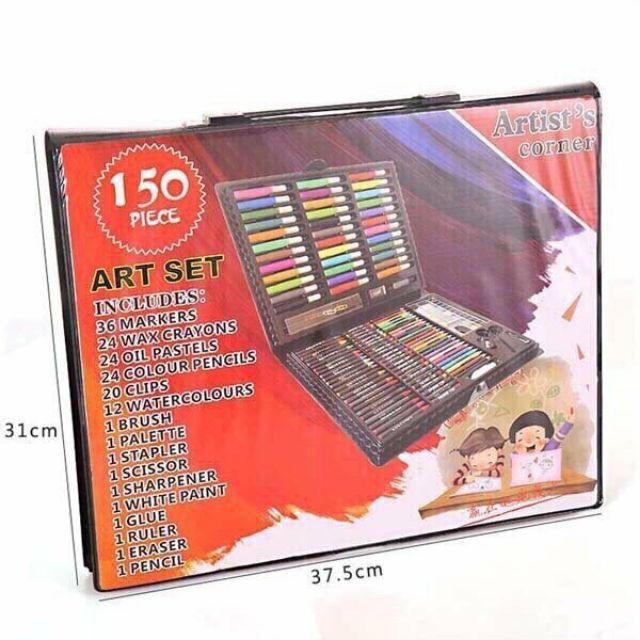 Artist's
corner
150
PIECE
ART SET
INCLUDES:
36 MARKERS
24 WAX CRAYONS
24 OIL PASTELS
24 COLOUR PENCILS
20 CLIPS
12 WATERCOLOURS
1 BRUSH
1 PALETTE
1 STAPLER
1 SCISSOR
1 SHARPENER
1 WHITE PAINT
1 GLUE
1 RULER
1 ERASER
1 PENCIL
31cm
37.5cm